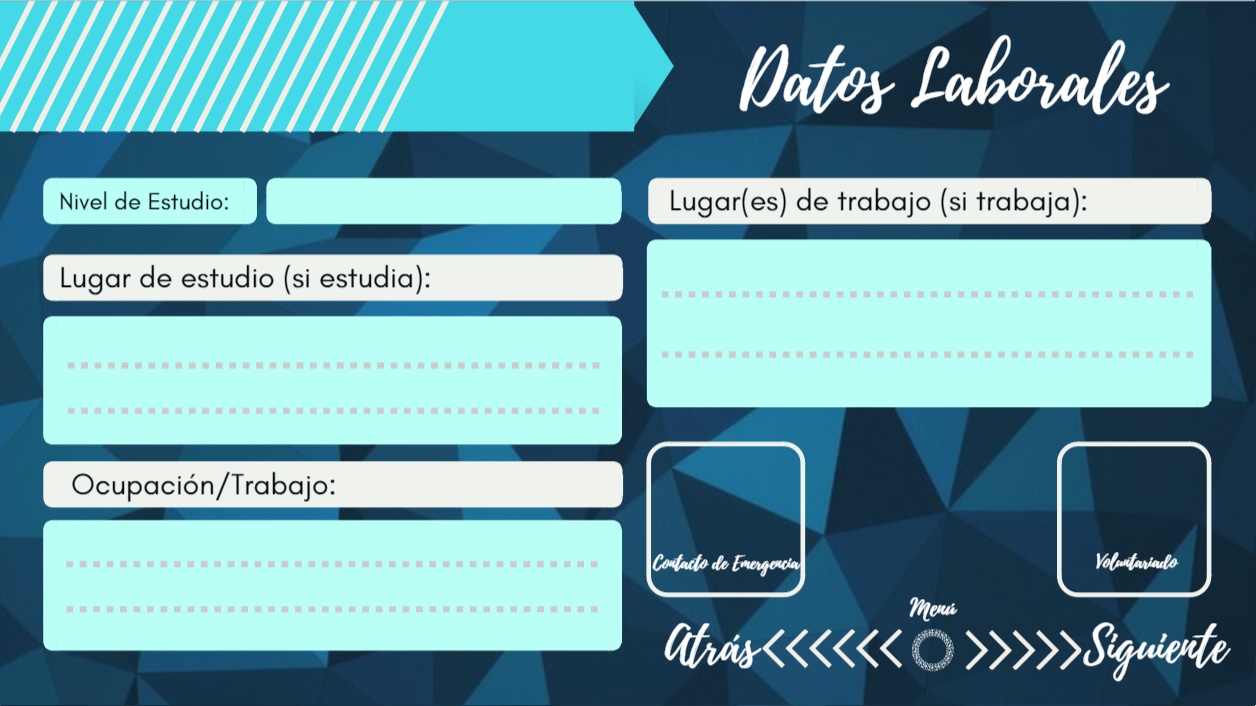 Datos Laborales
Nivel de Estudio:
Lugar de estudio (si estudia):
Ocupación/Trabajo:
Lugar(es) de trabajo (si trabaja):
Contacto de Emergencia
Voluntariado
Menú
Atrás
Siguiente